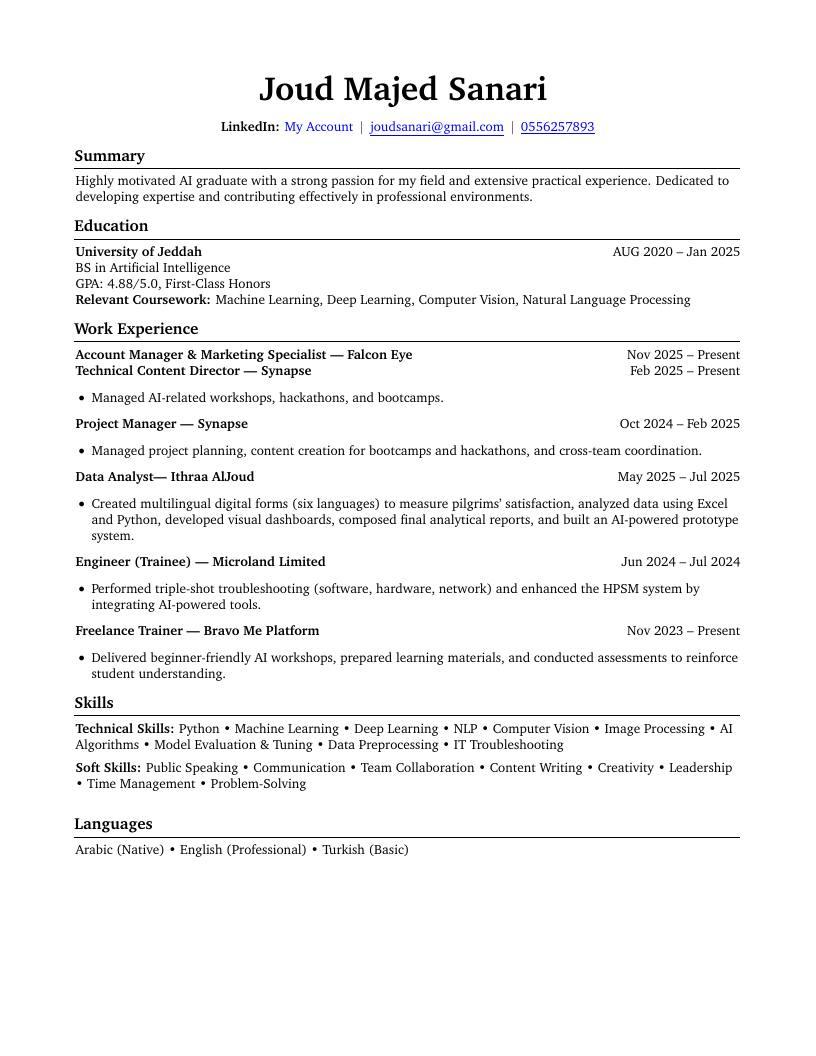 Joud Majed Sanari
LinkedIn: My Account | joudsanari@gmail.com | 0556257893
Summary
Highly motivated AI graduate with a strong passion for my field and extensive practical experience. Dedicated to
developing expertise and contributing effectively in professional environments.
Education
University of Jeddah AUG 2020 – Jan 2025
BS in Artificial Intelligence
GPA: 4.88/5.0, First-Class Honors
Relevant Coursework: Machine Learning, Deep Learning, Computer Vision, Natural Language Processing
Work Experience
Account Manager & Marketing Specialist — Falcon Eye Nov 2025 – Present
Technical Content Director — Synapse Feb 2025 – Present
• Managed AI-related workshops, hackathons, and bootcamps.
Project Manager — Synapse Oct 2024 – Feb 2025
• Managed project planning, content creation for bootcamps and hackathons, and cross-team coordination.
Data Analyst— Ithraa AlJoud May 2025 – Jul 2025
• Created multilingual digital forms (six languages) to measure pilgrims' satisfaction, analyzed data using Excel
and Python, developed visual dashboards, composed final analytical reports, and built an AI-powered prototype
system.
Engineer (Trainee) — Microland Limited Jun 2024 – Jul 2024
• Performed triple-shot troubleshooting (software, hardware, network) and enhanced the HPSM system by
integrating AI-powered tools.
Freelance Trainer — Bravo Me Platform Nov 2023 – Present
• Delivered beginner-friendly AI workshops, prepared learning materials, and conducted assessments to reinforce
student understanding.
Skills
Technical Skills: Python • Machine Learning • Deep Learning • NLP • Computer Vision • Image Processing • AI
Algorithms • Model Evaluation & Tuning • Data Preprocessing • IT Troubleshooting
Soft Skills: Public Speaking • Communication • Team Collaboration • Content Writing • Creativity • Leadership
• Time Management • Problem-Solving
Languages
Arabic (Native) • English (Professional) • Turkish (Basic)